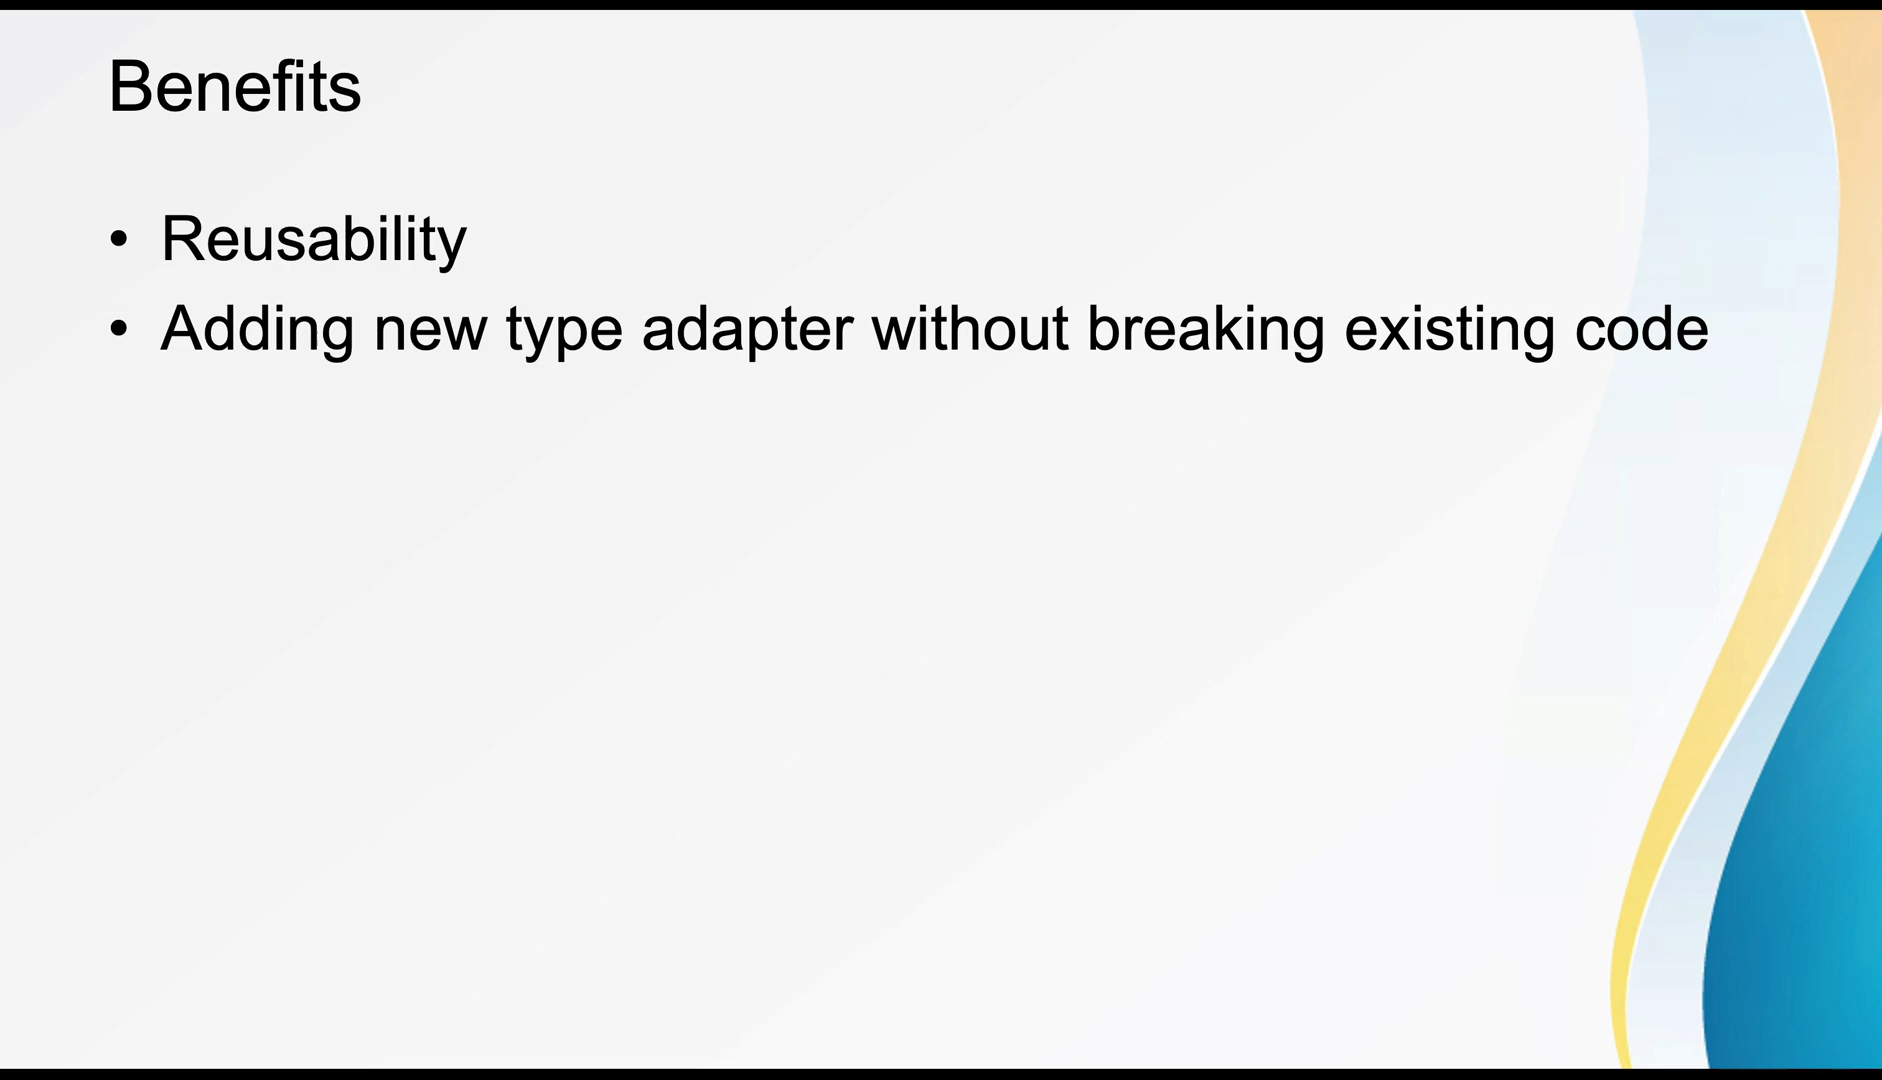 Benefits
• Reusability
• Adding new type adapter without breaking existing code